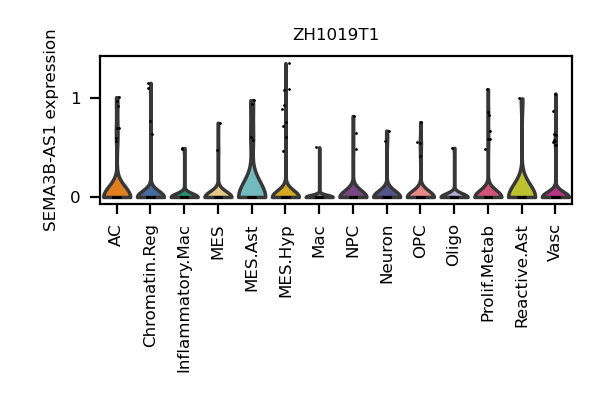 ZH1019T1
SEMA3B-AS1 expression
1
0
AC
Chromatin.Reg
Inflammatory.Mac
MES
MES.Ast
MES.Hyp
Mac
NPC
Neuron
OPC
Oligo
Prolif.Metab
Reactive.Ast
Vasc